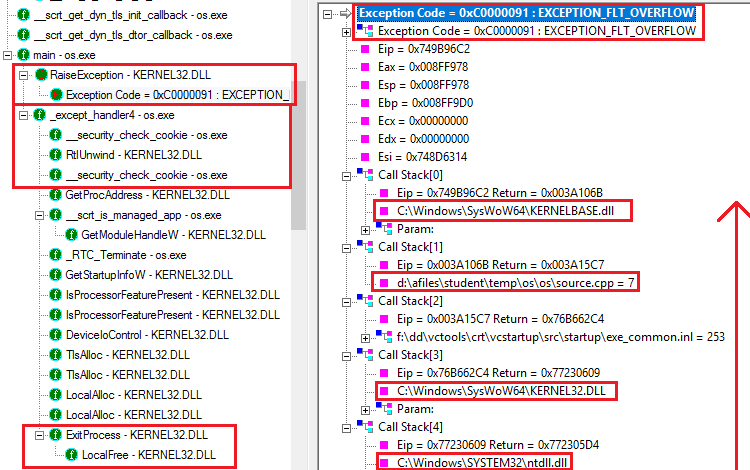 __scrt_get_dyn_tls_init_callback - os.exe
__scrt_get_dyn_tls_dtor_callback - os.exe
main - os.exe
RaiseException - KERNEL32.DLL
Exception Code = 0xC0000091 : EXCEPTION_
_except_handler4 - os.exe
__security_check_cookie - os.exe
RtlUnwind - KERNEL32.DLL
__security_check_cookie - os.exe
GetProcAddress - KERNEL32.DLL
__scrt_is_managed_app - os.exe
GetModuleHandleW - KERNEL32.DLL
_RTC_Terminate - os.exe
GetStartupInfoW - KERNEL32.DLL
IsProcessorFeaturePresent - KERNEL32.DLL
IsProcessorFeaturePresent - KERNEL32.DLL
DeviceIoControl - KERNEL32.DLL
TlsAlloc - KERNEL32.DLL
TlsAlloc - KERNEL32.DLL
LocalAlloc - KERNEL32.DLL
LocalAlloc - KERNEL32.DLL
ExitProcess - KERNEL32.DLL
LocalFree - KERNEL32.DLL
Exception Code = 0xC0000091 : EXCEPTION_FLT_OVERFLOW
Exception Code = 0xC0000091 : EXCEPTION_FLT_OVERFLOW
Eip = 0x749B96C2
Eax = 0x008FF978
Esp = 0x008FF978
Ebp = 0x008FF9D0
Ecx = 0x00000000
Edx = 0x00000000
Esi = 0x748D6314
Call Stack[0]
Eip = 0x749B96C2 Return = 0x003A106B
C:\Windows\SysWoW64\KERNELBASE.dll
Param:
Call Stack[1]
Eip = 0x003A106B Return = 0x003A15C7
d:\afiles\student\temp\os\os\source.cpp = 7
Call Stack[2]
Eip = 0x003A15C7 Return = 0x76B662C4
f:\dd\vctools\crt\vcstartup\src\startup\exe_common.inl = 253
Call Stack[3]
Eip = 0x76B662C4 Return = 0x77230609
C:\Windows\SysWoW64\KERNEL32.DLL
Param:
Call Stack[4]
Eip = 0x77230609 Return = 0x772305D4
C:\Windows\SYSTEM32\ntdll.dll